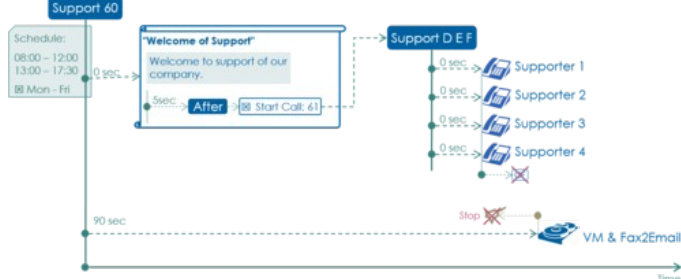 Support 60
Schedule:
08:00 – 12:00
13:00 – 17:30
☒ Mon - Fri
0 sec
"Welcome of Support"
Welcome to support of our
company.
5sec
After
☒ Start Call: 61
Support D E F
0 sec
Supporter 1
0 sec
Supporter 2
0 sec
Supporter 3
0 sec
Supporter 4
90 sec
Stop
VM & Fax2Email
Time